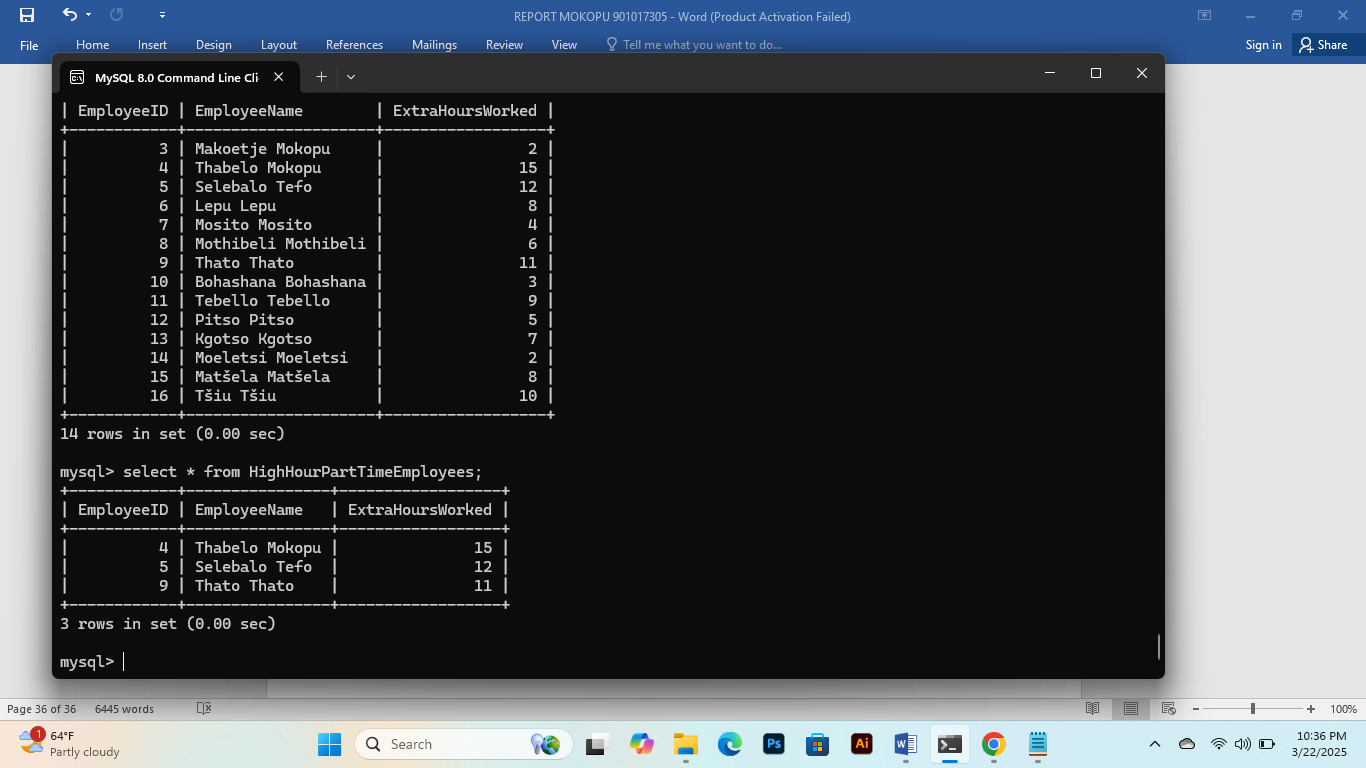 REPORT MOKOPU 901017305 - Word (Product Activation Failed)
File Home Insert Design Layout References Mailings Review View Tell me what you want to do... Sign in Share
MySQL 8.0 Command Line Cli
| EmployeeID | EmployeeName | ExtraHoursWorked |
| 3 | Makoetje Mokopu | 2 |
| 4 | Thabelo Mokopu | 15 |
| 5 | Selebalo Tefo | 12 |
| 6 | Lepu Lepu | 8 |
| 7 | Mosito Mosito | 4 |
| 8 | Mothibeli Mothibeli | 6 |
| 9 | Thato Thato | 11 |
| 10 | Bohashana Bohashana | 3 |
| 11 | Tebello Tebello | 9 |
| 12 | Pitso Pitso | 5 |
| 13 | Kgotso Kgotso | 7 |
| 14 | Moeletsi Moeletsi | 2 |
| 15 | Matšela Matšela | 8 |
| 16 | Tšiu Tšiu | 10 |
14 rows in set (0.00 sec)
mysql> select * from HighHourPartTimeEmployees;
| EmployeeID | EmployeeName | ExtraHoursWorked |
| 4 | Thabelo Mokopu | 15 |
| 5 | Selebalo Tefo | 12 |
| 9 | Thato Thato | 11 |
3 rows in set (0.00 sec)
mysql>
Page 36 of 36 6445 words 100%
1 64°F
Partly cloudy
Search
Ps
Ai
10:36 PM
3/22/2025